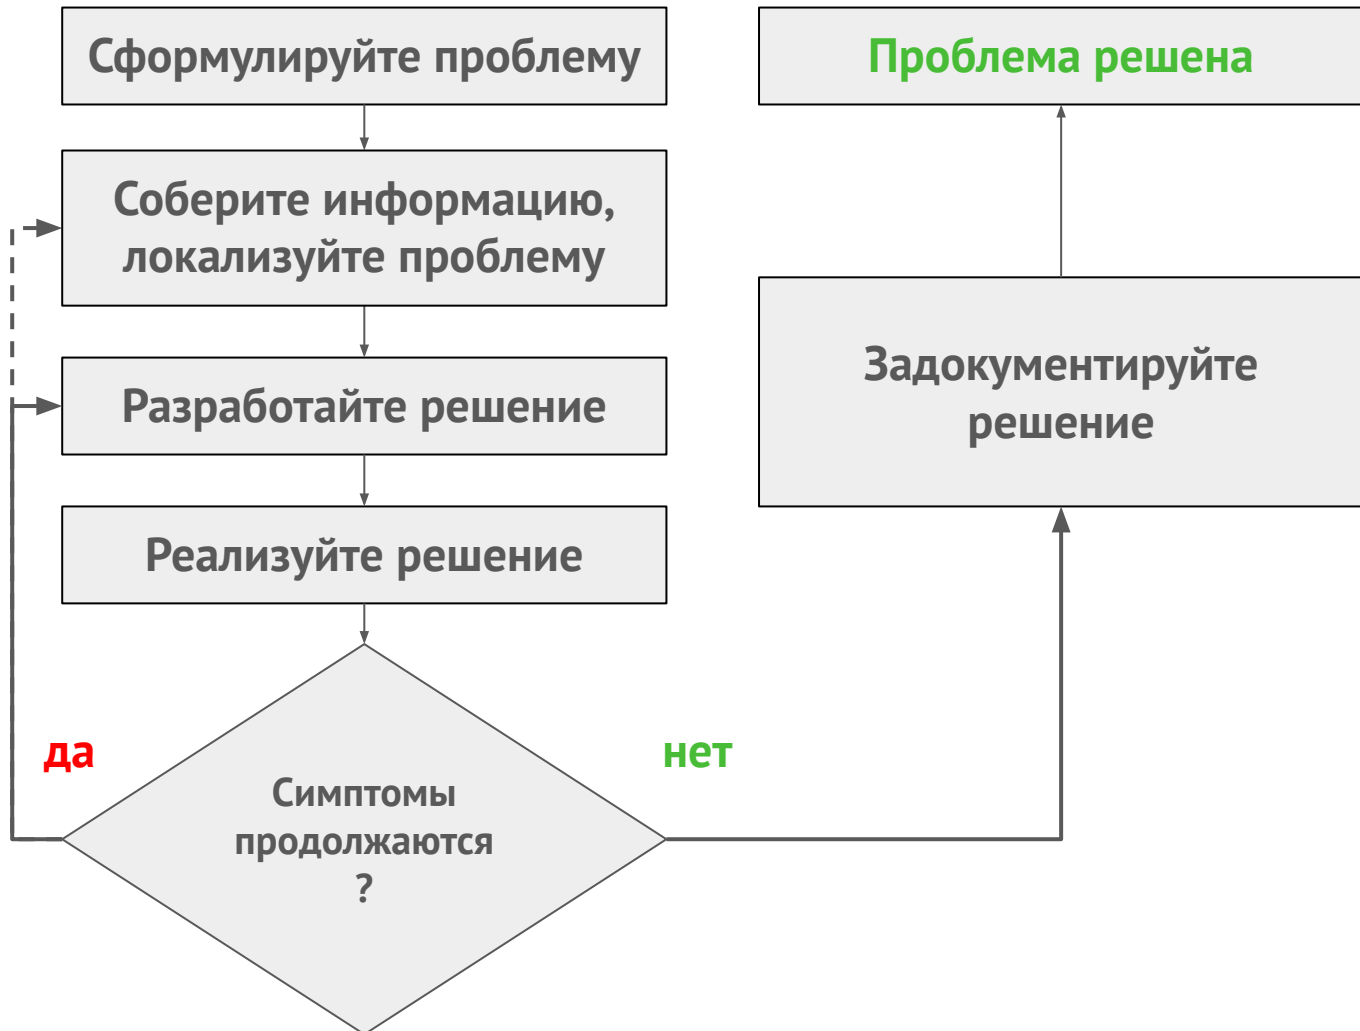 Сформулируйте проблему
Соберите информацию,
локализуйте проблему
Разработайте решение
Реализуйте решение
да
Симптомы
продолжаются
?
нет
Задокументируйте
решение
Проблема решена